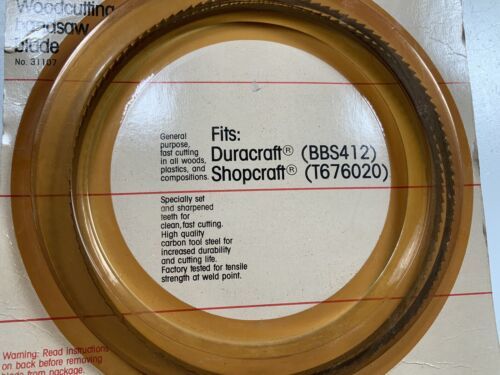 Woodcutting
bandsaw
blade
No. 31107
General
purpose,
fast cutting
in all woods,
plastics, and
compositions.
Fits:
Duracraft® (BBS412)
Shopcraft® (T676020)
Specially set
and sharpened
teeth for
clean, fast cutting.
High quality
carbon tool steel for
increased durability
and cutting life.
Factory tested for tensile
strength at weld point.
Warning: Read instructions
on back before removing
blade from package.